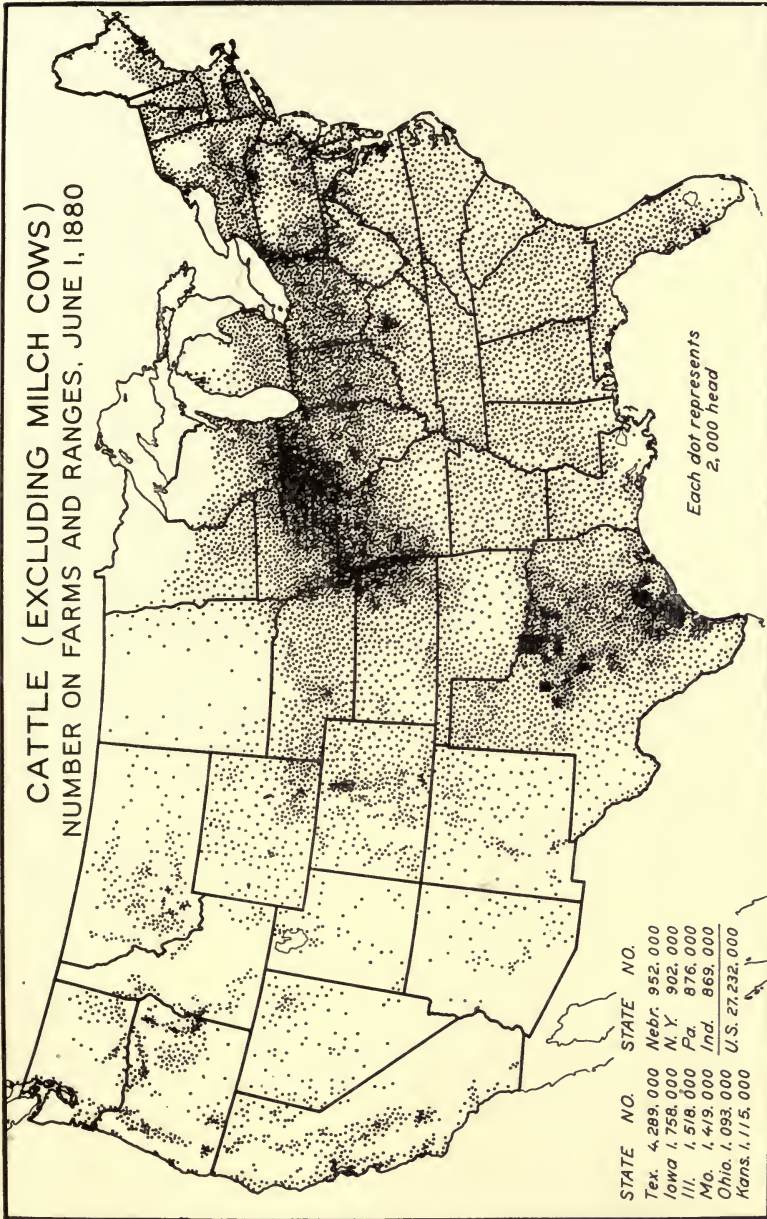 CATTLE (EXCLUDING MILCH COWS)
NUMBER ON FARMS AND RANGES, JUNE 1, 1880
Each dot represents
2,000 head
STATE NO. STATE NO.
Tex. 4.289.000 Nebr. 952.000
Iowa 1.758.000 N.Y. 902.000
Ill. 1.518.000 Pa. 876.000
Mo. 1.419.000 Ind. 869.000
Ohio. 1.093.000 U.S. 27.232.000
Kans. 1.115.000